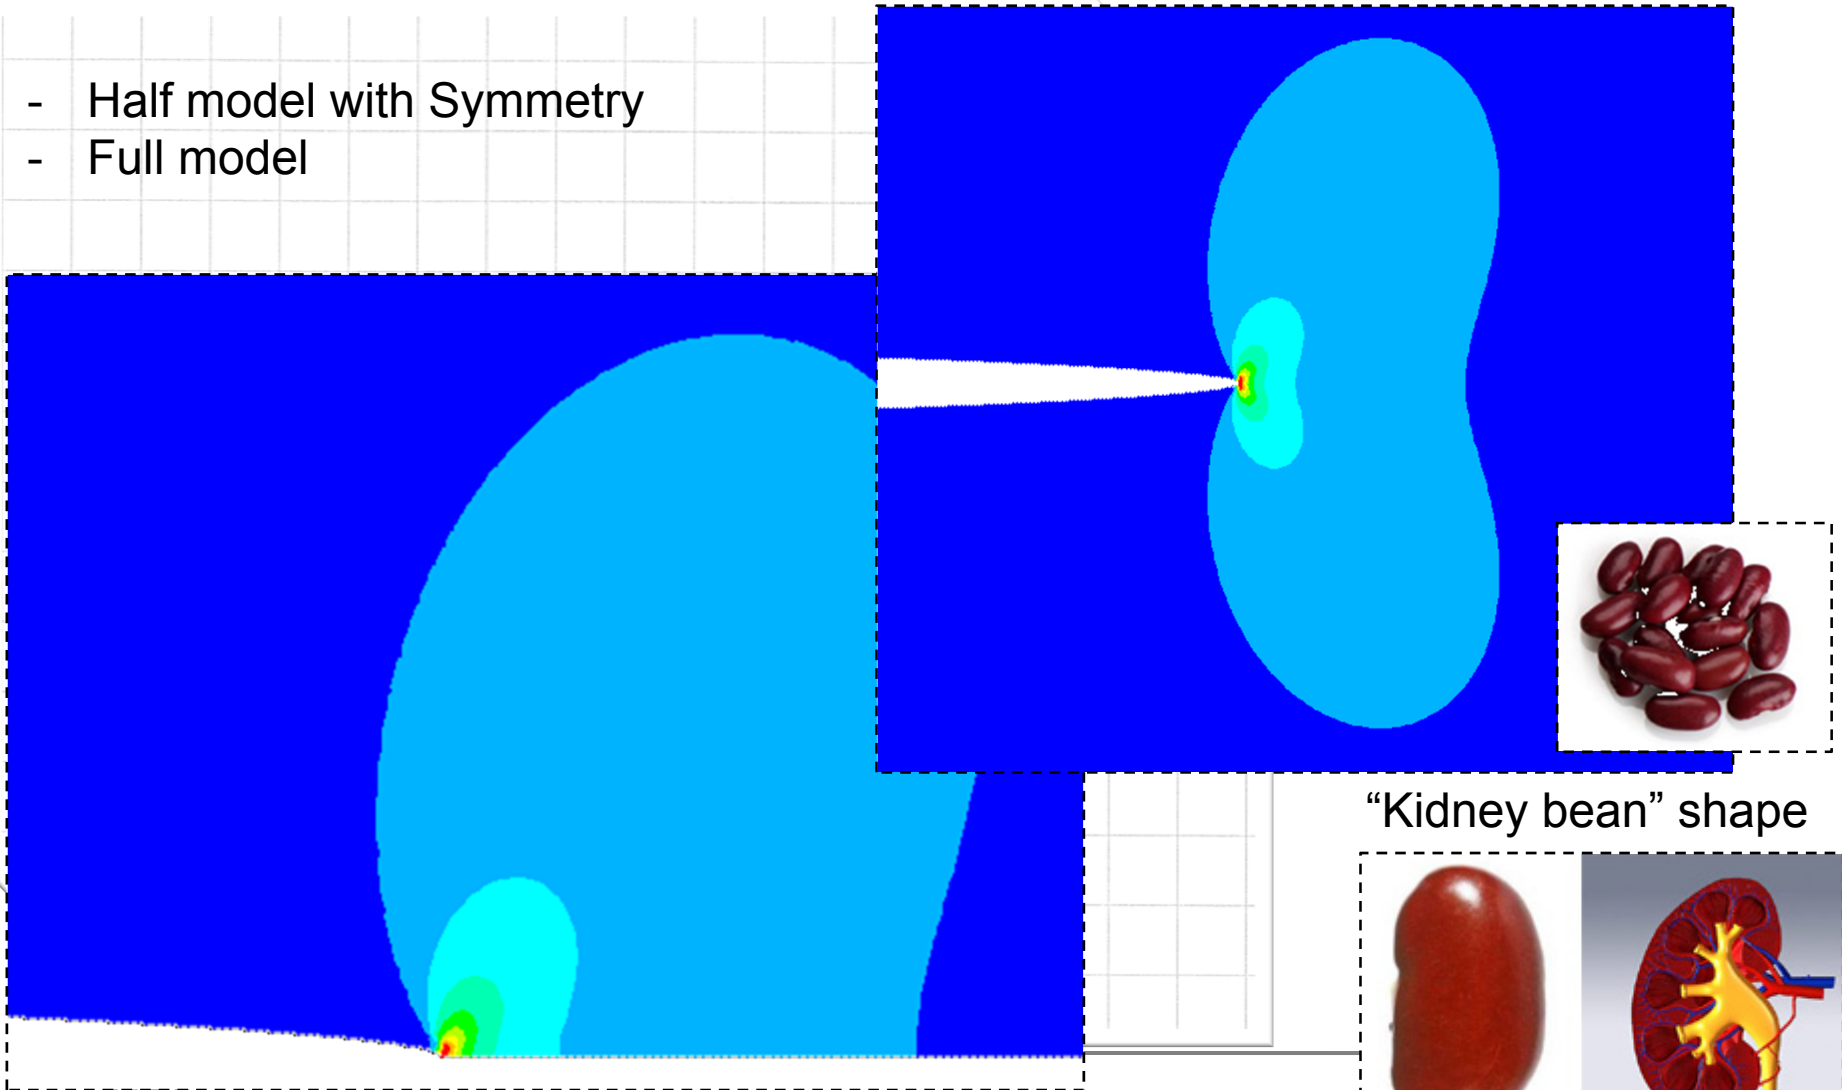 - Half model with Symmetry
- Full model
“Kidney bean” shape